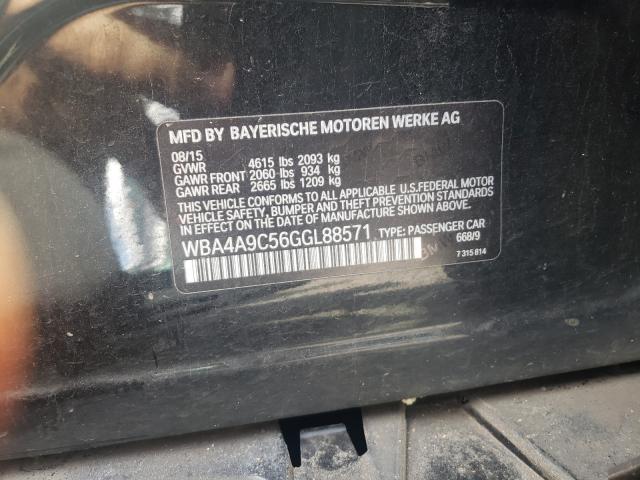 MFD BY BAYERISCHE MOTOREN WERKE AG
08/15
GVWR 4615 lbs 2093 kg
GAWR FRONT 2060 lbs 934 kg
GAWR REAR 2665 lbs 1209 kg
THIS VEHICLE CONFORMS TO ALL APPLICABLE U.S.FEDERAL MOTOR
VEHICLE SAFETY, BUMPER AND THEFT PREVENTION STANDARDS
IN EFFECT ON THE DATE OF MANUFACTURE SHOWN ABOVE.
WBA4A9C56GGL88571 TYPE: PASSENGER CAR
668/9
7 315 814